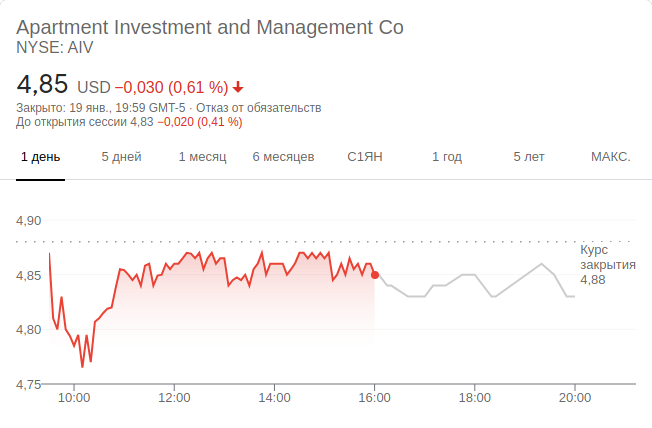 Apartment Investment and Management Co
NYSE: AIV
4,85 USD −0,030 (0,61 %)
Закрыто: 19 янв., 19:59 GMT-5 · Отказ от обязательств
До открытия сессии 4,83 −0,020 (0,41 %)
1 день 5 дней 1 месяц 6 месяцев С1ЯН 1 год 5 лет МАКС.
4,90
Курс
закрытия
4,88
4,85
4,80
4,75
10:00 12:00 14:00 16:00 18:00 20:00